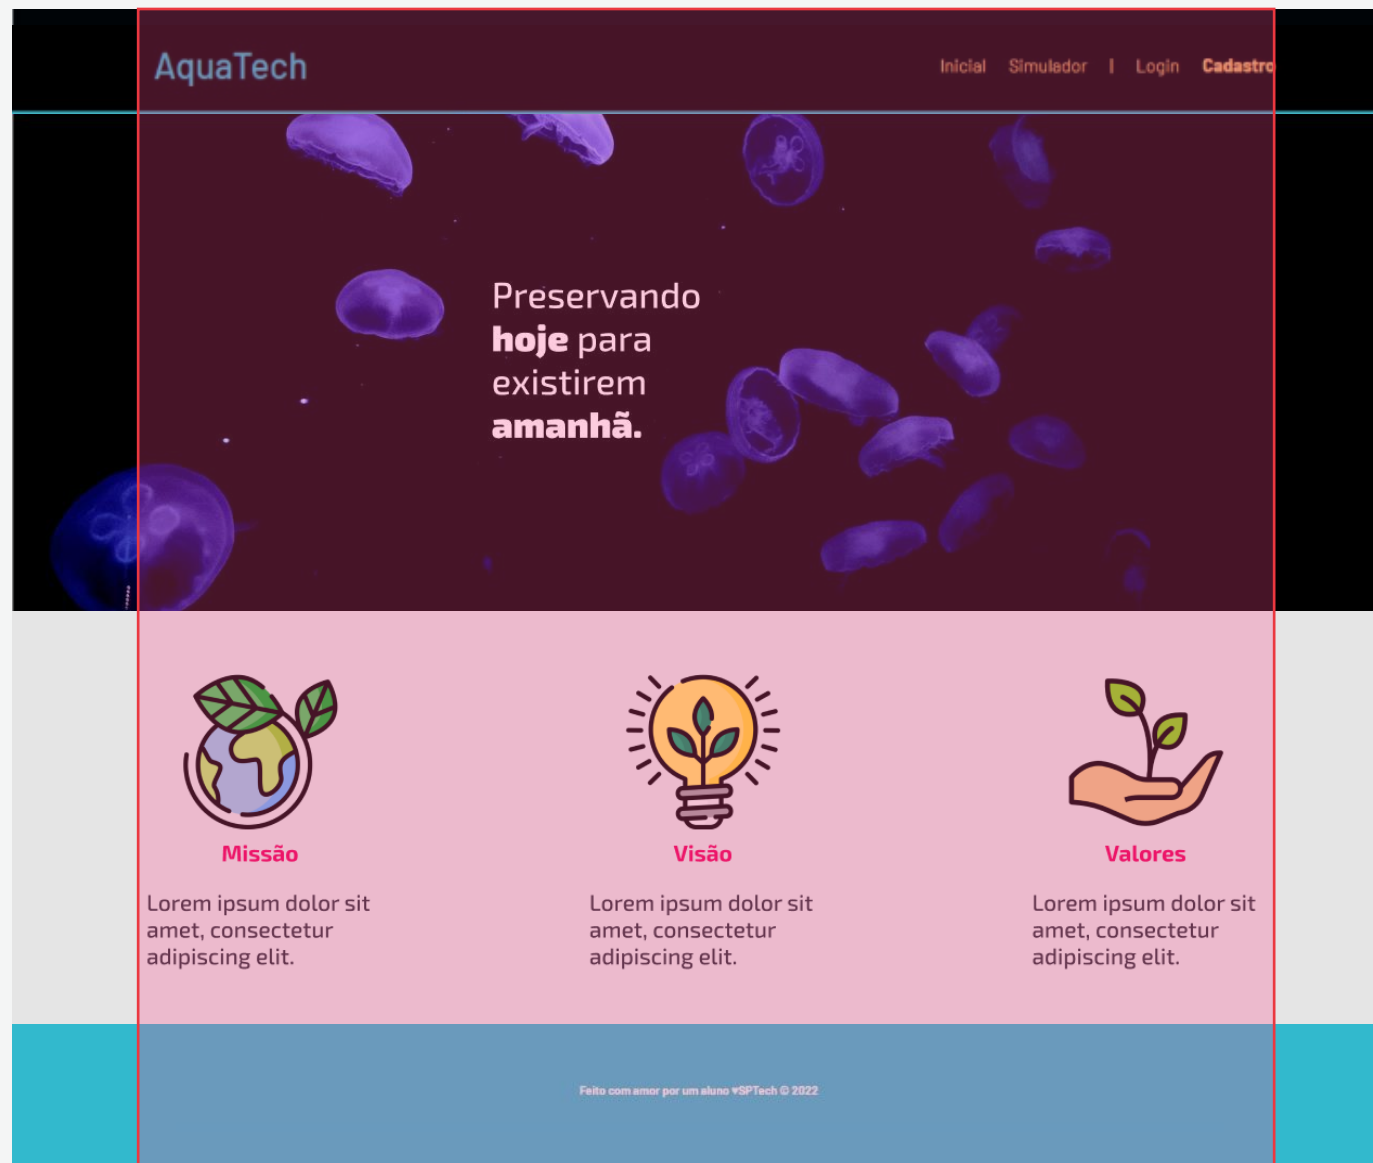 AquaTech
Inicial Simulador | Login Cadastro
Preservando
hoje para
existirem
amanhã.
Missão
Lorem ipsum dolor sit
amet, consectetur
adipiscing elit.
Visão
Lorem ipsum dolor sit
amet, consectetur
adipiscing elit.
Valores
Lorem ipsum dolor sit
amet, consectetur
adipiscing elit.
Feito com amor por um aluno ♥SPTech © 2022